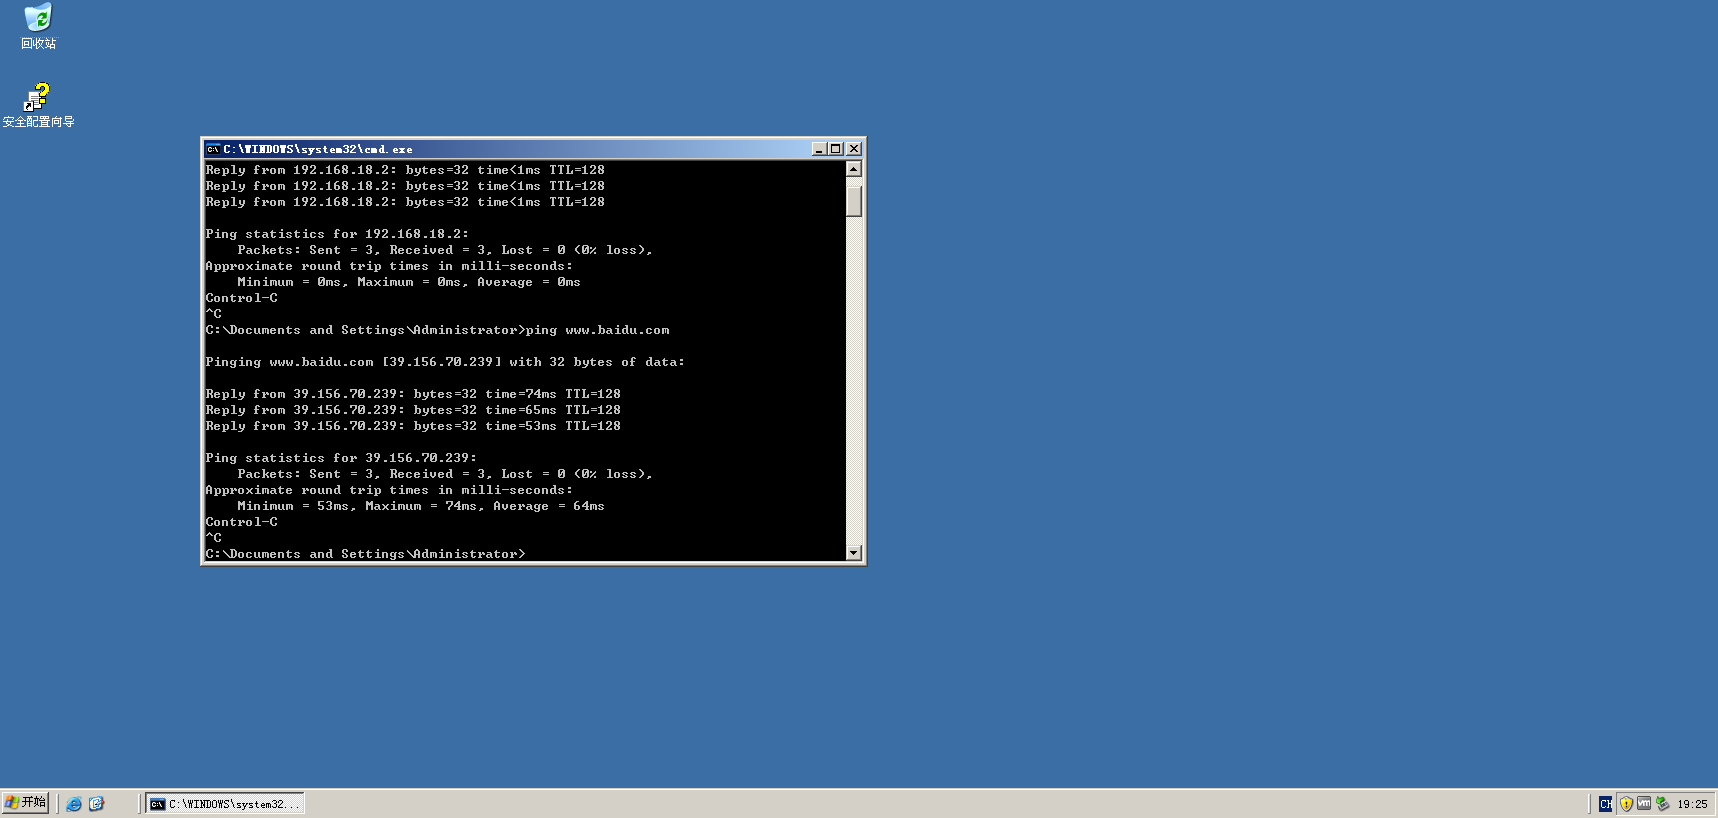 回收站
安全配置向导
C:\WINDOWS\system32\cmd.exe
Reply from 192.168.18.2: bytes=32 time<1ms TTL=128
Reply from 192.168.18.2: bytes=32 time<1ms TTL=128
Reply from 192.168.18.2: bytes=32 time<1ms TTL=128
Ping statistics for 192.168.18.2:
    Packets: Sent = 3, Received = 3, Lost = 0 (0% loss),
Approximate round trip times in milli-seconds:
    Minimum = 0ms, Maximum = 0ms, Average = 0ms
Control-C
^C
C:\Documents and Settings\Administrator>ping www.baidu.com
Pinging www.baidu.com [39.156.70.239] with 32 bytes of data:
Reply from 39.156.70.239: bytes=32 time=74ms TTL=128
Reply from 39.156.70.239: bytes=32 time=65ms TTL=128
Reply from 39.156.70.239: bytes=32 time=53ms TTL=128
Ping statistics for 39.156.70.239:
    Packets: Sent = 3, Received = 3, Lost = 0 (0% loss),
Approximate round trip times in milli-seconds:
    Minimum = 53ms, Maximum = 74ms, Average = 64ms
Control-C
^C
C:\Documents and Settings\Administrator>
开始
C:\WINDOWS\system32...
CH
vm
19:25